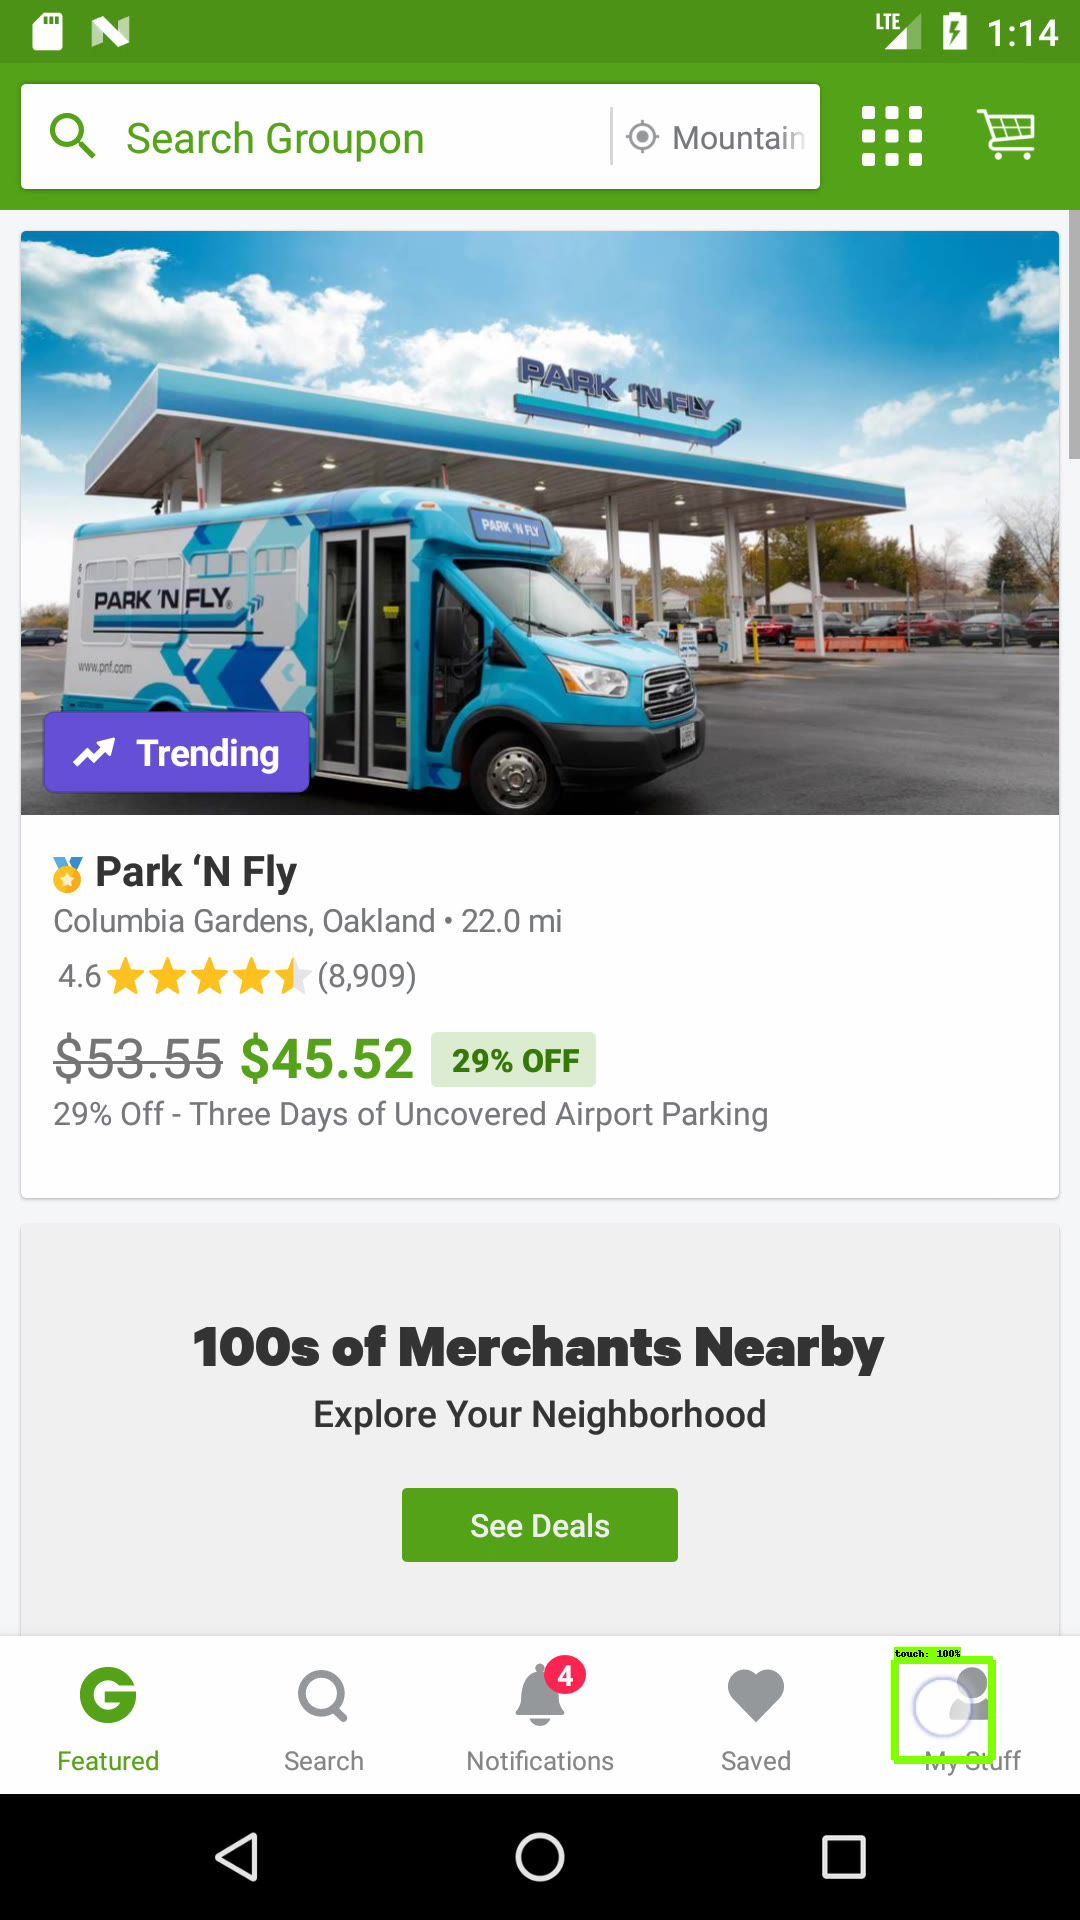 LTE 1:14
Search Groupon Mountain
PARK 'N FLY
PARK 'N FLY
PARK 'N FLY
www.pnf.com
Trending
Park ‘N Fly
Columbia Gardens, Oakland • 22.0 mi
4.6 (8,909)
$53.55 $45.52 29% OFF
29% Off - Three Days of Uncovered Airport Parking
100s of Merchants Nearby
Explore Your Neighborhood
See Deals
touch: 100%
4
Featured Search Notifications Saved My Stuff